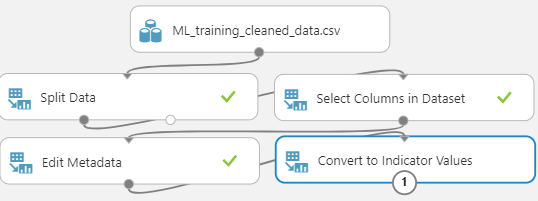 ML_training_cleaned_data.csv
Split Data
Select Columns in Dataset
Edit Metadata
Convert to Indicator Values
1